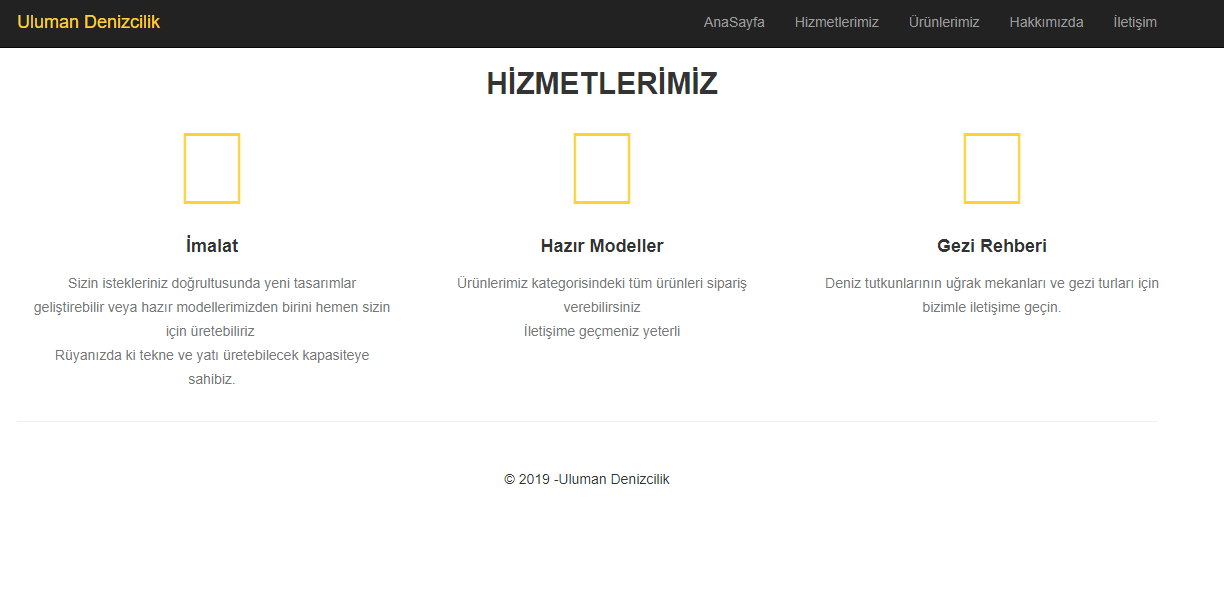 Uluman Denizcilik
AnaSayfa Hizmetlerimiz Ürünlerimiz Hakkımızda İletişim
HİZMETLERİMİZ
İmalat
Sizin istekleriniz doğrultusunda yeni tasarımlar
geliştirebilir veya hazır modellerimizden birini hemen sizin
için üretebiliriz
Rüyanızda ki tekne ve yatı üretebilecek kapasiteye
sahibiz.
Hazır Modeller
Ürünlerimiz kategorisindeki tüm ürünleri sipariş
verebilirsiniz
İletişime geçmeniz yeterli
Gezi Rehberi
Deniz tutkunlarının uğrak mekanları ve gezi turları için
bizimle iletişime geçin.
© 2019 -Uluman Denizcilik